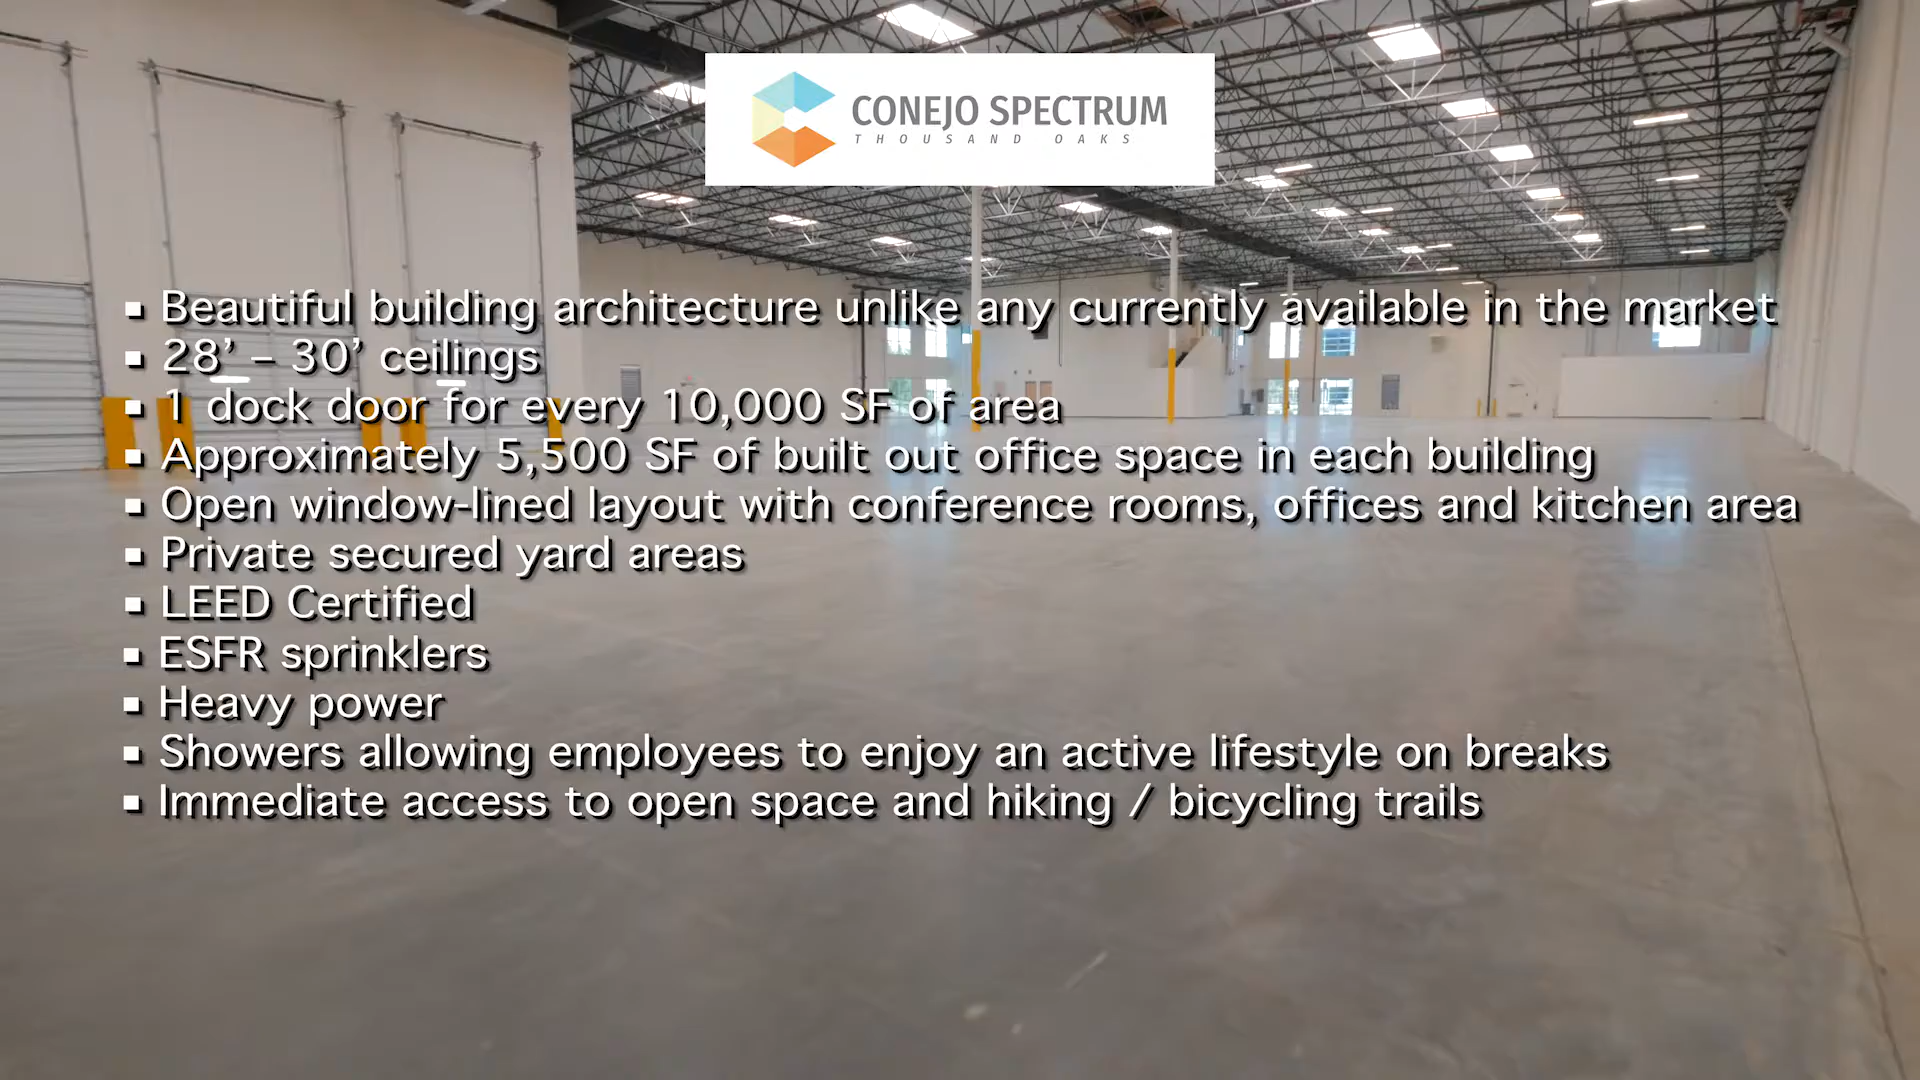 CONEJO SPECTRUM
THOUSAND OAKS
▪ Beautiful building architecture unlike any currently available in the market
▪ 28’ – 30’ ceilings
▪ 1 dock door for every 10,000 SF of area
▪ Approximately 5,500 SF of built out office space in each building
▪ Open window-lined layout with conference rooms, offices and kitchen area
▪ Private secured yard areas
▪ LEED Certified
▪ ESFR sprinklers
▪ Heavy power
▪ Showers allowing employees to enjoy an active lifestyle on breaks
▪ Immediate access to open space and hiking / bicycling trails